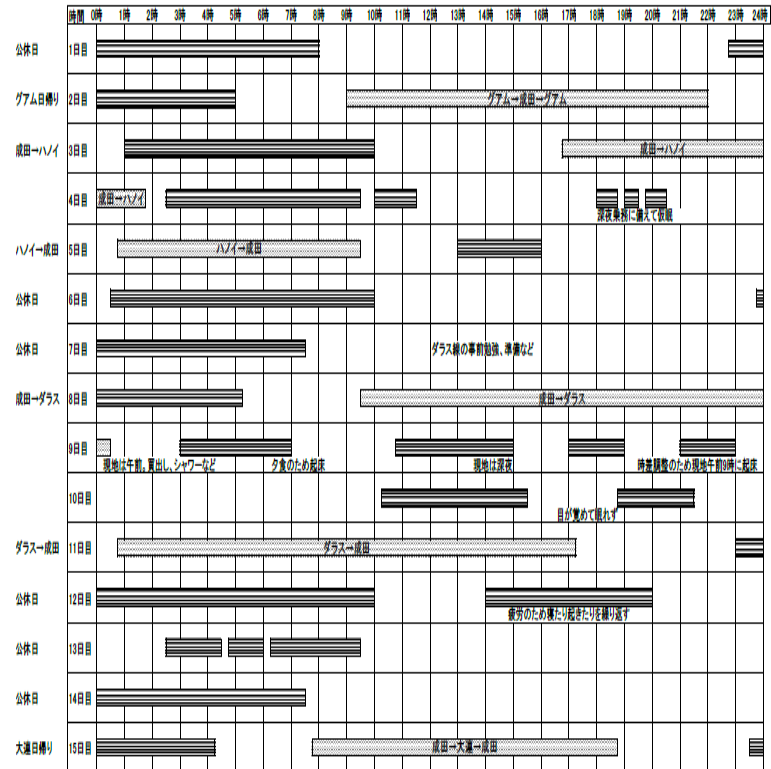 時間 0時 1時 2時 3時 4時 5時 6時 7時 8時 9時 10時 11時 12時 13時 14時 15時 16時 17時 18時 19時 20時 21時 22時 23時 24時
公休日 1日目
グアム日帰り 2日目 グアム→成田→グアム
成田→ハノイ 3日目 成田→ハノイ
4日目 成田→ハノイ
深夜乗務に備えて仮眠
ハノイ→成田 5日目 ハノイ→成田
公休日 6日目
公休日 7日目 ダラス線の事前勉強、準備など
成田→ダラス 8日目 成田→ダラス
9日目
現地は午前。買出し、シャワーなど 夕食のため起床 現地は深夜 時差調整のため現地午前9時に起床
10日目
目が覚めて眠れず
ダラス→成田 11日目 ダラス→成田
公休日 12日目
疲労のため寝たり起きたりを繰り返す
公休日 13日目
公休日 14日目
大連日帰り 15日目 成田→大連→成田